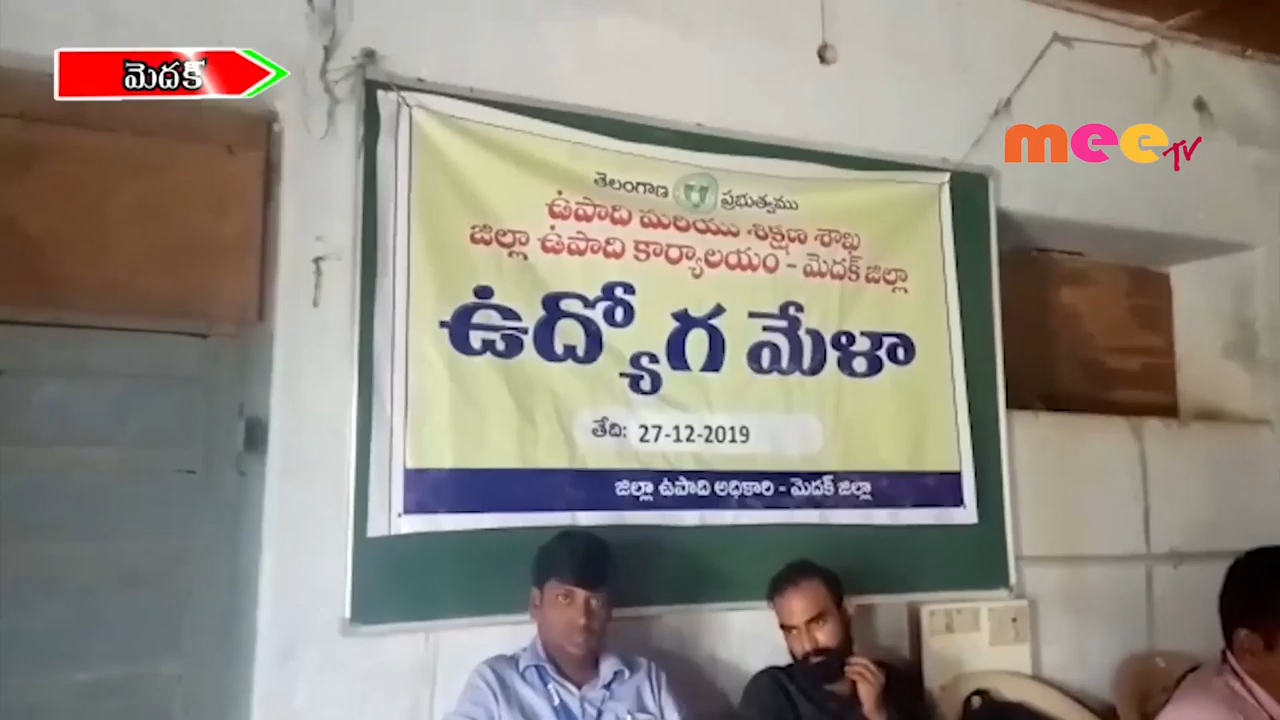 మెదక్
mee TV
తెలంగాణ ప్రభుత్వము
ఉపాది మరియు శిక్షణ శాఖ
జిల్లా ఉపాది కార్యాలయం - మెదక్ జిల్లా
ఉద్యోగ మేళా
తేది: 27-12-2019
జిల్లా ఉపాది అధికారి - మెదక్ జిల్లా